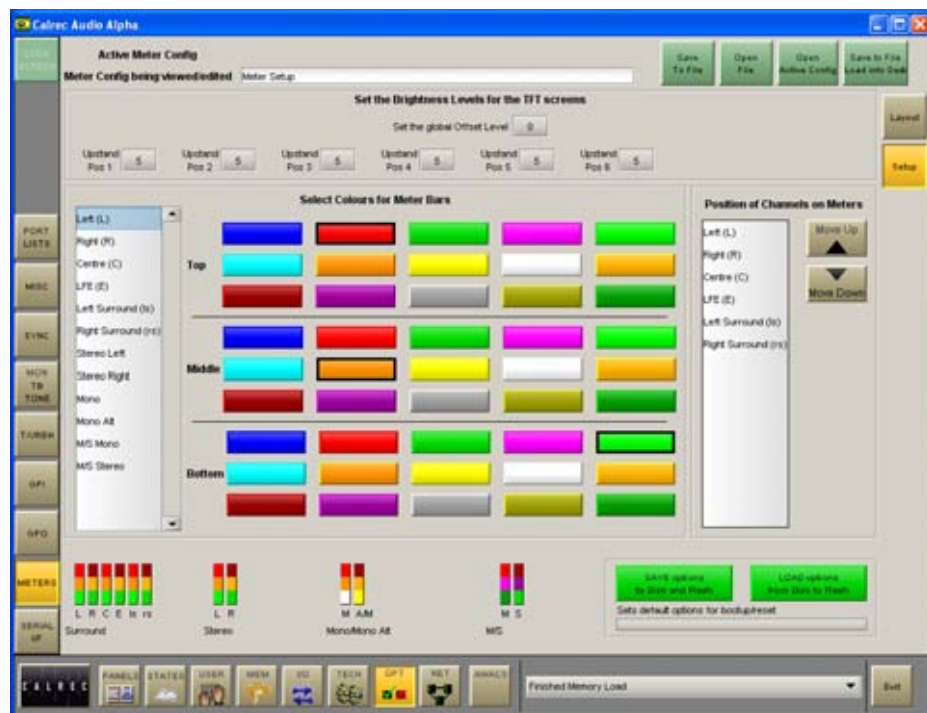 Calrec Audio Alpha
Active Meter Config
Meter Config being viewed/edited Meter Setup
Save To File
Open File
Open Active Config
Save to File Load into Desk
Set the Brightness Levels for the TFT screens
Set the global Offset Level 0
Layout
Setup
Upstand Pos 1 5
Upstand Pos 2 5
Upstand Pos 3 5
Upstand Pos 4 5
Upstand Pos 5 5
Upstand Pos 6 5
Select Colours for Meter Bars
Left (L)
Right (R)
Centre (C)
LFE (E)
Left Surround (ls)
Right Surround (rs)
Stereo Left
Stereo Right
Mono
Mono Alt
M/S Mono
M/S Stereo
Top
Middle
Bottom
Position of Channels on Meters
Left (L)
Right (R)
Centre (C)
LFE (E)
Left Surround (ls)
Right Surround (rs)
Move Up
Move Down
PORT LISTS
MISC
SYNC
MON TB TONE
GPI
GPO
METERS
SERIAL I/F
L R C E ls rs
Surround
L R
Stereo
M A/M
Mono/Mono Alt
M S
M/S
SAVE options to Disk and Flash
LOAD options from Disk to Flash
Sets default options for bootup/reset
CALREC
PANELS
STATES
USER
MEM
I/O
TECH
OPT
NET
AWACS
Finished Memory Load
Exit